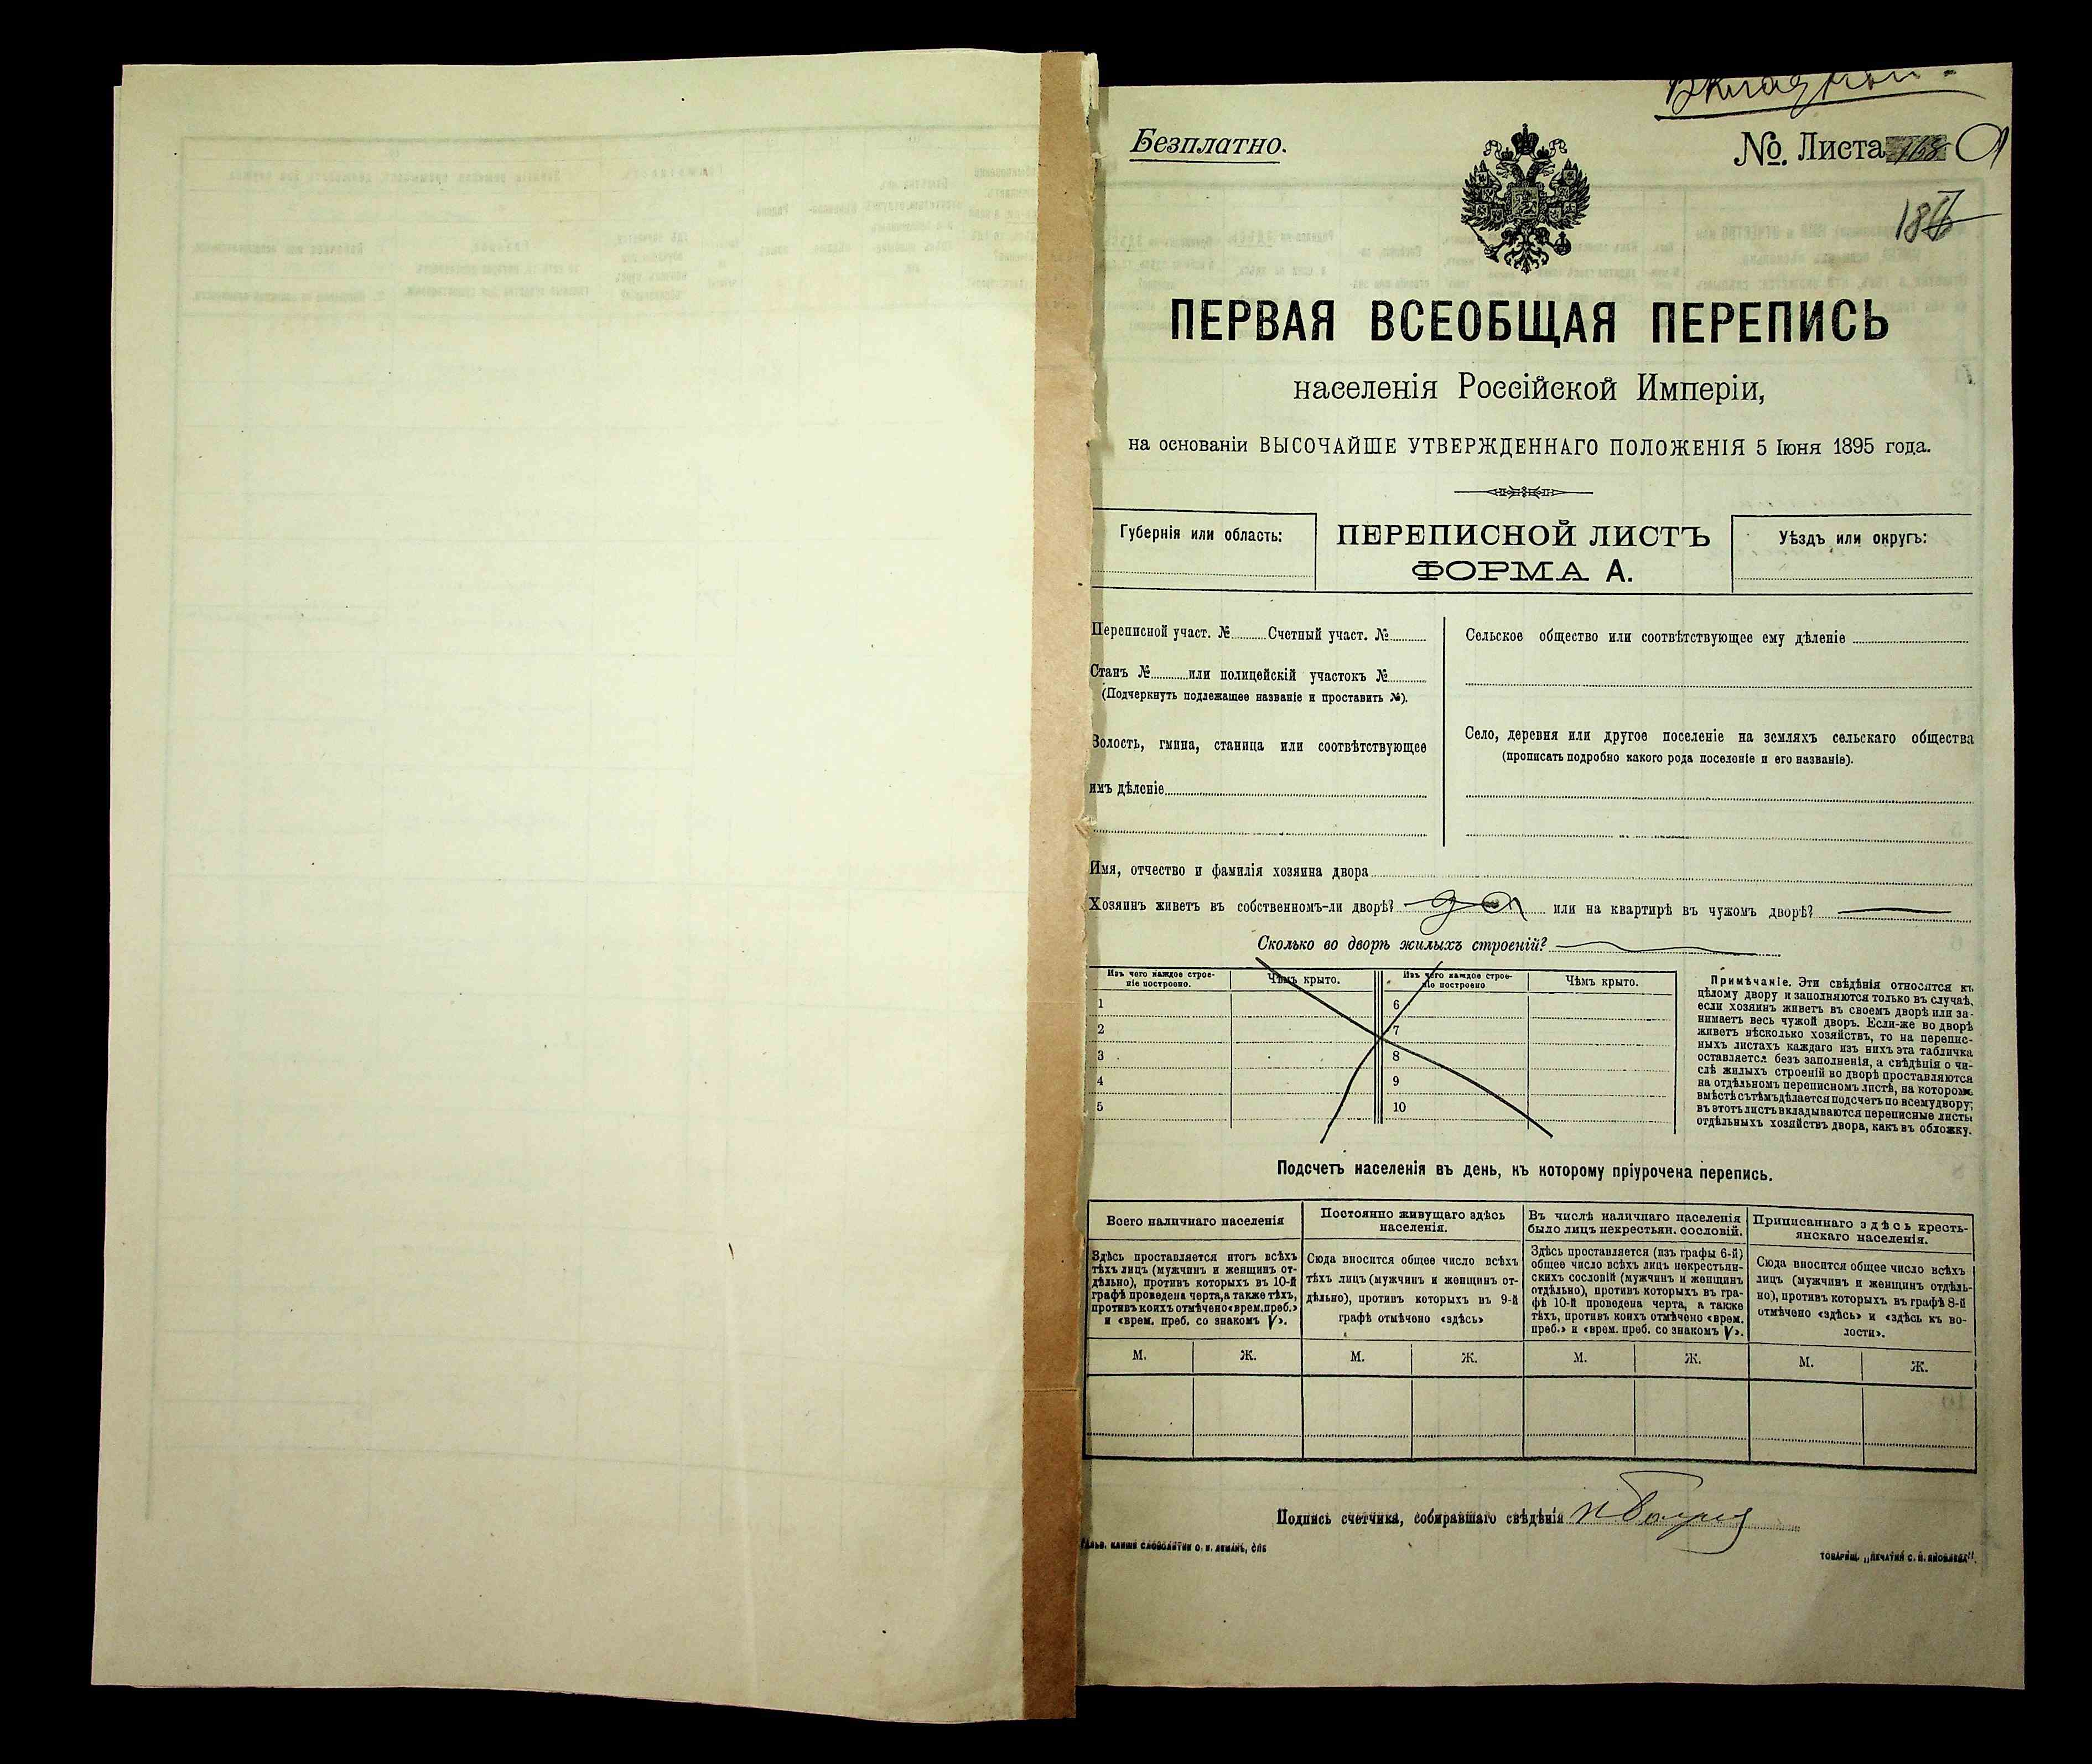 Вкладной
Безплатно.
№. Листа 168
ПЕРВАЯ ВСЕОБЩАЯ ПЕРЕПИСЬ
населенія Россійской Имперіи,
на основаніи ВЫСОЧАЙШЕ УТВЕРЖДЕННАГО ПОЛОЖЕНІЯ 5 Іюня 1895 года.
Губернія или область:
ПЕРЕПИСНОЙ ЛИСТЪ
ФОРМА А.
Уѣздъ или округъ:
Переписной участ. № Счетный участ. №
Станъ № или полицейскій участокъ №
(Подчеркнуть подлежащее названіе и проставить №).
Волость, гмина, станица или соотвѣтствующее
имъ дѣленіе
Сельское общество или соотвѣтствующее ему дѣленіе
Село, деревня или другое поселеніе на земляхъ сельскаго общества
(прописать подробно какого рода поселеніе и его названіе).
Имя, отчество и фамилія хозяина двора
Хозяинъ живетъ въ собственномъ-ли дворѣ? или на квартирѣ въ чужомъ дворѣ?
Сколько во дворѣ жилыхъ строеній?
Изъ чего каждое строе-
ніе построено.
Чѣмъ крыто.
Изъ чего каждое строе-
ніе построено
Чѣмъ крыто.
1 6
2 7
3 8
4 9
5 10
Примѣчаніе. Эти свѣдѣнія относятся къ
цѣлому двору и заполняются только въ случаѣ,
если хозяинъ живетъ въ своемъ дворѣ или за-
нимаетъ весь чужой дворъ. Если-же во дворѣ
живетъ нѣсколько хозяйствъ, то на перепис-
ныхъ листахъ каждаго изъ нихъ эта табличка
оставляется безъ заполненія, а свѣдѣнія о чи-
слѣ жилыхъ строеній во дворѣ проставляются
на отдѣльномъ переписномъ листѣ, на которомъ
вмѣстѣ съ тѣмъ дѣлается подсчетъ по всему двору;
въ этотъ листъ вкладываются переписные листы
отдѣльныхъ хозяйствъ двора, какъ въ обложку.
Подсчетъ населенія въ день, къ которому пріурочена перепись.
Всего наличнаго населенія
Здѣсь проставляется итогъ всѣхъ
тѣхъ лицъ (мужчинъ и женщинъ от-
дѣльно), противъ которыхъ въ 10-й
графѣ проведена черта, а также тѣхъ,
противъ коихъ отмѣчено «врем. преб.»
и «врем. преб. со знакомъ V».
Постоянно живущаго здѣсь
населенія.
Сюда вносится общее число всѣхъ
тѣхъ лицъ (мужчинъ и женщинъ от-
дѣльно), противъ которыхъ въ 9-й
графѣ отмѣчено «здѣсь»
Въ числѣ наличнаго населенія
было лицъ некрестьян. сословій.
Здѣсь проставляется (изъ графы 6-й)
общее число всѣхъ лицъ некрестьян-
скихъ сословій (мужчинъ и женщинъ
отдѣльно), противъ которыхъ въ гра-
фѣ 10-й проведена черта, а также
тѣхъ, противъ коихъ отмѣчено «врем.
преб.» и «врем. преб. со знакомъ V».
Приписаннаго здѣсь кресть-
янскаго населенія.
Сюда вносится общее число всѣхъ
лицъ (мужчинъ и женщинъ отдѣль-
но), противъ которыхъ въ графѣ 8-й
отмѣчено «здѣсь» и «здѣсь къ во-
лости».
М. Ж. М. Ж. М. Ж. М. Ж.
Подпись счетчика, собиравшаго свѣдѣнія
КЛИШЕ СЛОВОЛИТНИ О. И. ЛЕМАНЪ, СПБ
ТОВАРИЩ. „ПЕЧАТНЯ С. П. ЯКОВЛЕВА".